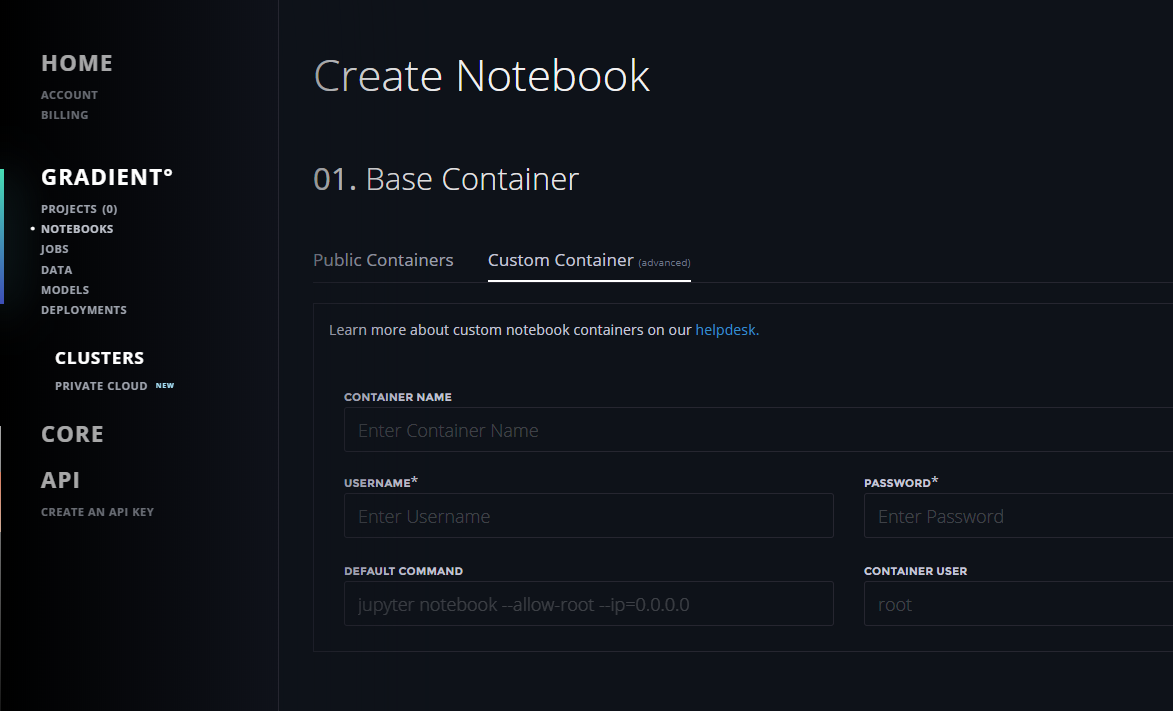 HOME
ACCOUNT
BILLING
GRADIENT°
PROJECTS (0)
• NOTEBOOKS
JOBS
DATA
MODELS
DEPLOYMENTS
CLUSTERS
PRIVATE CLOUD NEW
CORE
API
CREATE AN API KEY
Create Notebook
01. Base Container
Public Containers Custom Container (advanced)
Learn more about custom notebook containers on our helpdesk.
CONTAINER NAME
Enter Container Name
USERNAME* PASSWORD*
Enter Username Enter Password
DEFAULT COMMAND CONTAINER USER
jupyter notebook --allow-root --ip=0.0.0.0 root